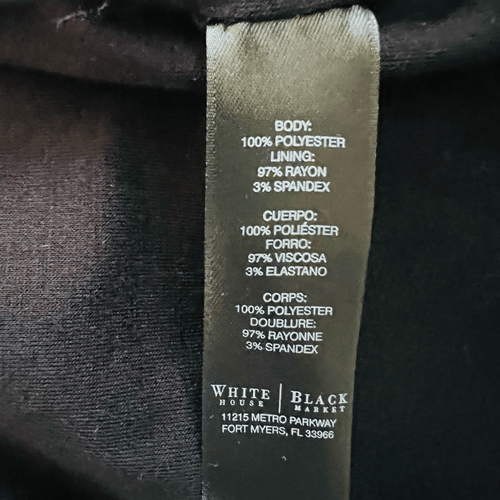 BODY:
100% POLYESTER
LINING:
97% RAYON
3% SPANDEX
CUERPO:
100% POLIÉSTER
FORRO:
97% VISCOSA
3% ELASTANO
CORPS:
100% POLYESTER
DOUBLURE:
97% RAYONNE
3% SPANDEX
WHITE | BLACK
HOUSE | MARKET
11215 METRO PARKWAY
FORT MYERS, FL 33966